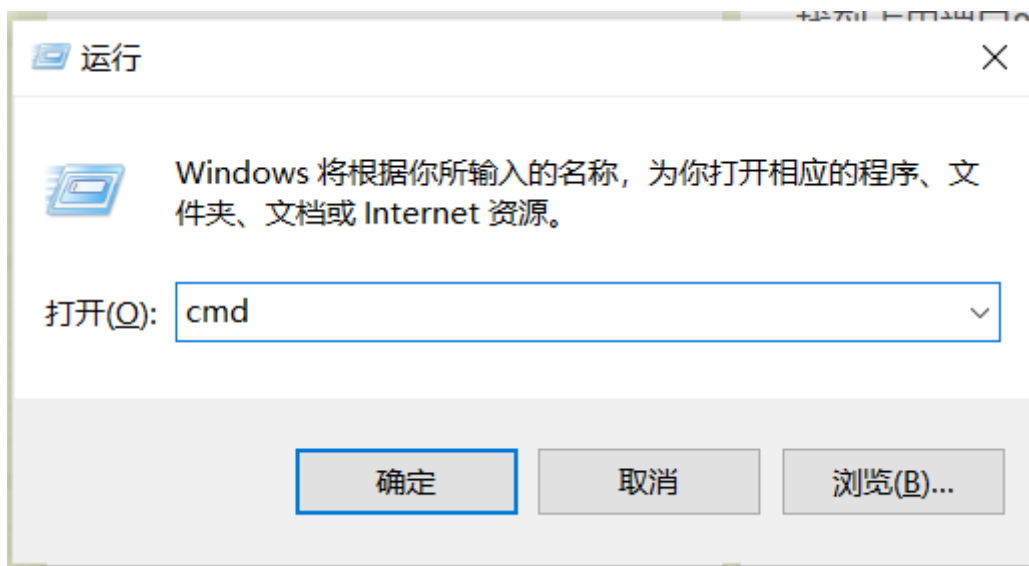 运行
Windows 将根据你所输入的名称，为你打开相应的程序、文
件夹、文档或 Internet 资源。
打开(O): cmd
确定 取消 浏览(B)...